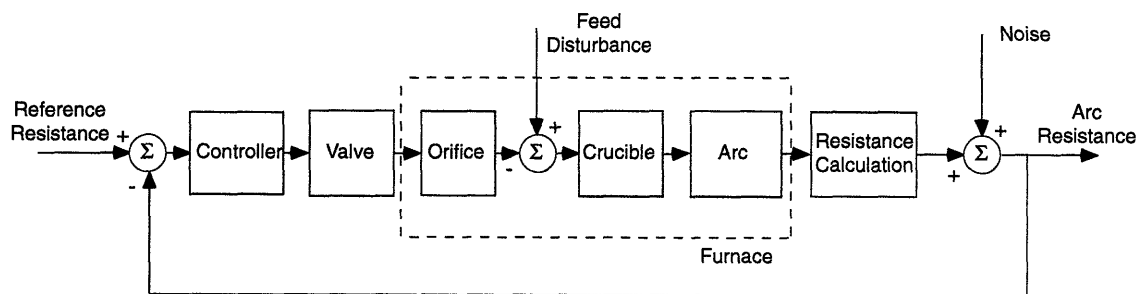 Feed
Disturbance
Noise
Reference
Resistance
+
Σ
-
Controller
Valve
Orifice
-
Σ
+
Crucible
Arc
Resistance
Calculation
+
Σ
+
Arc
Resistance
Furnace